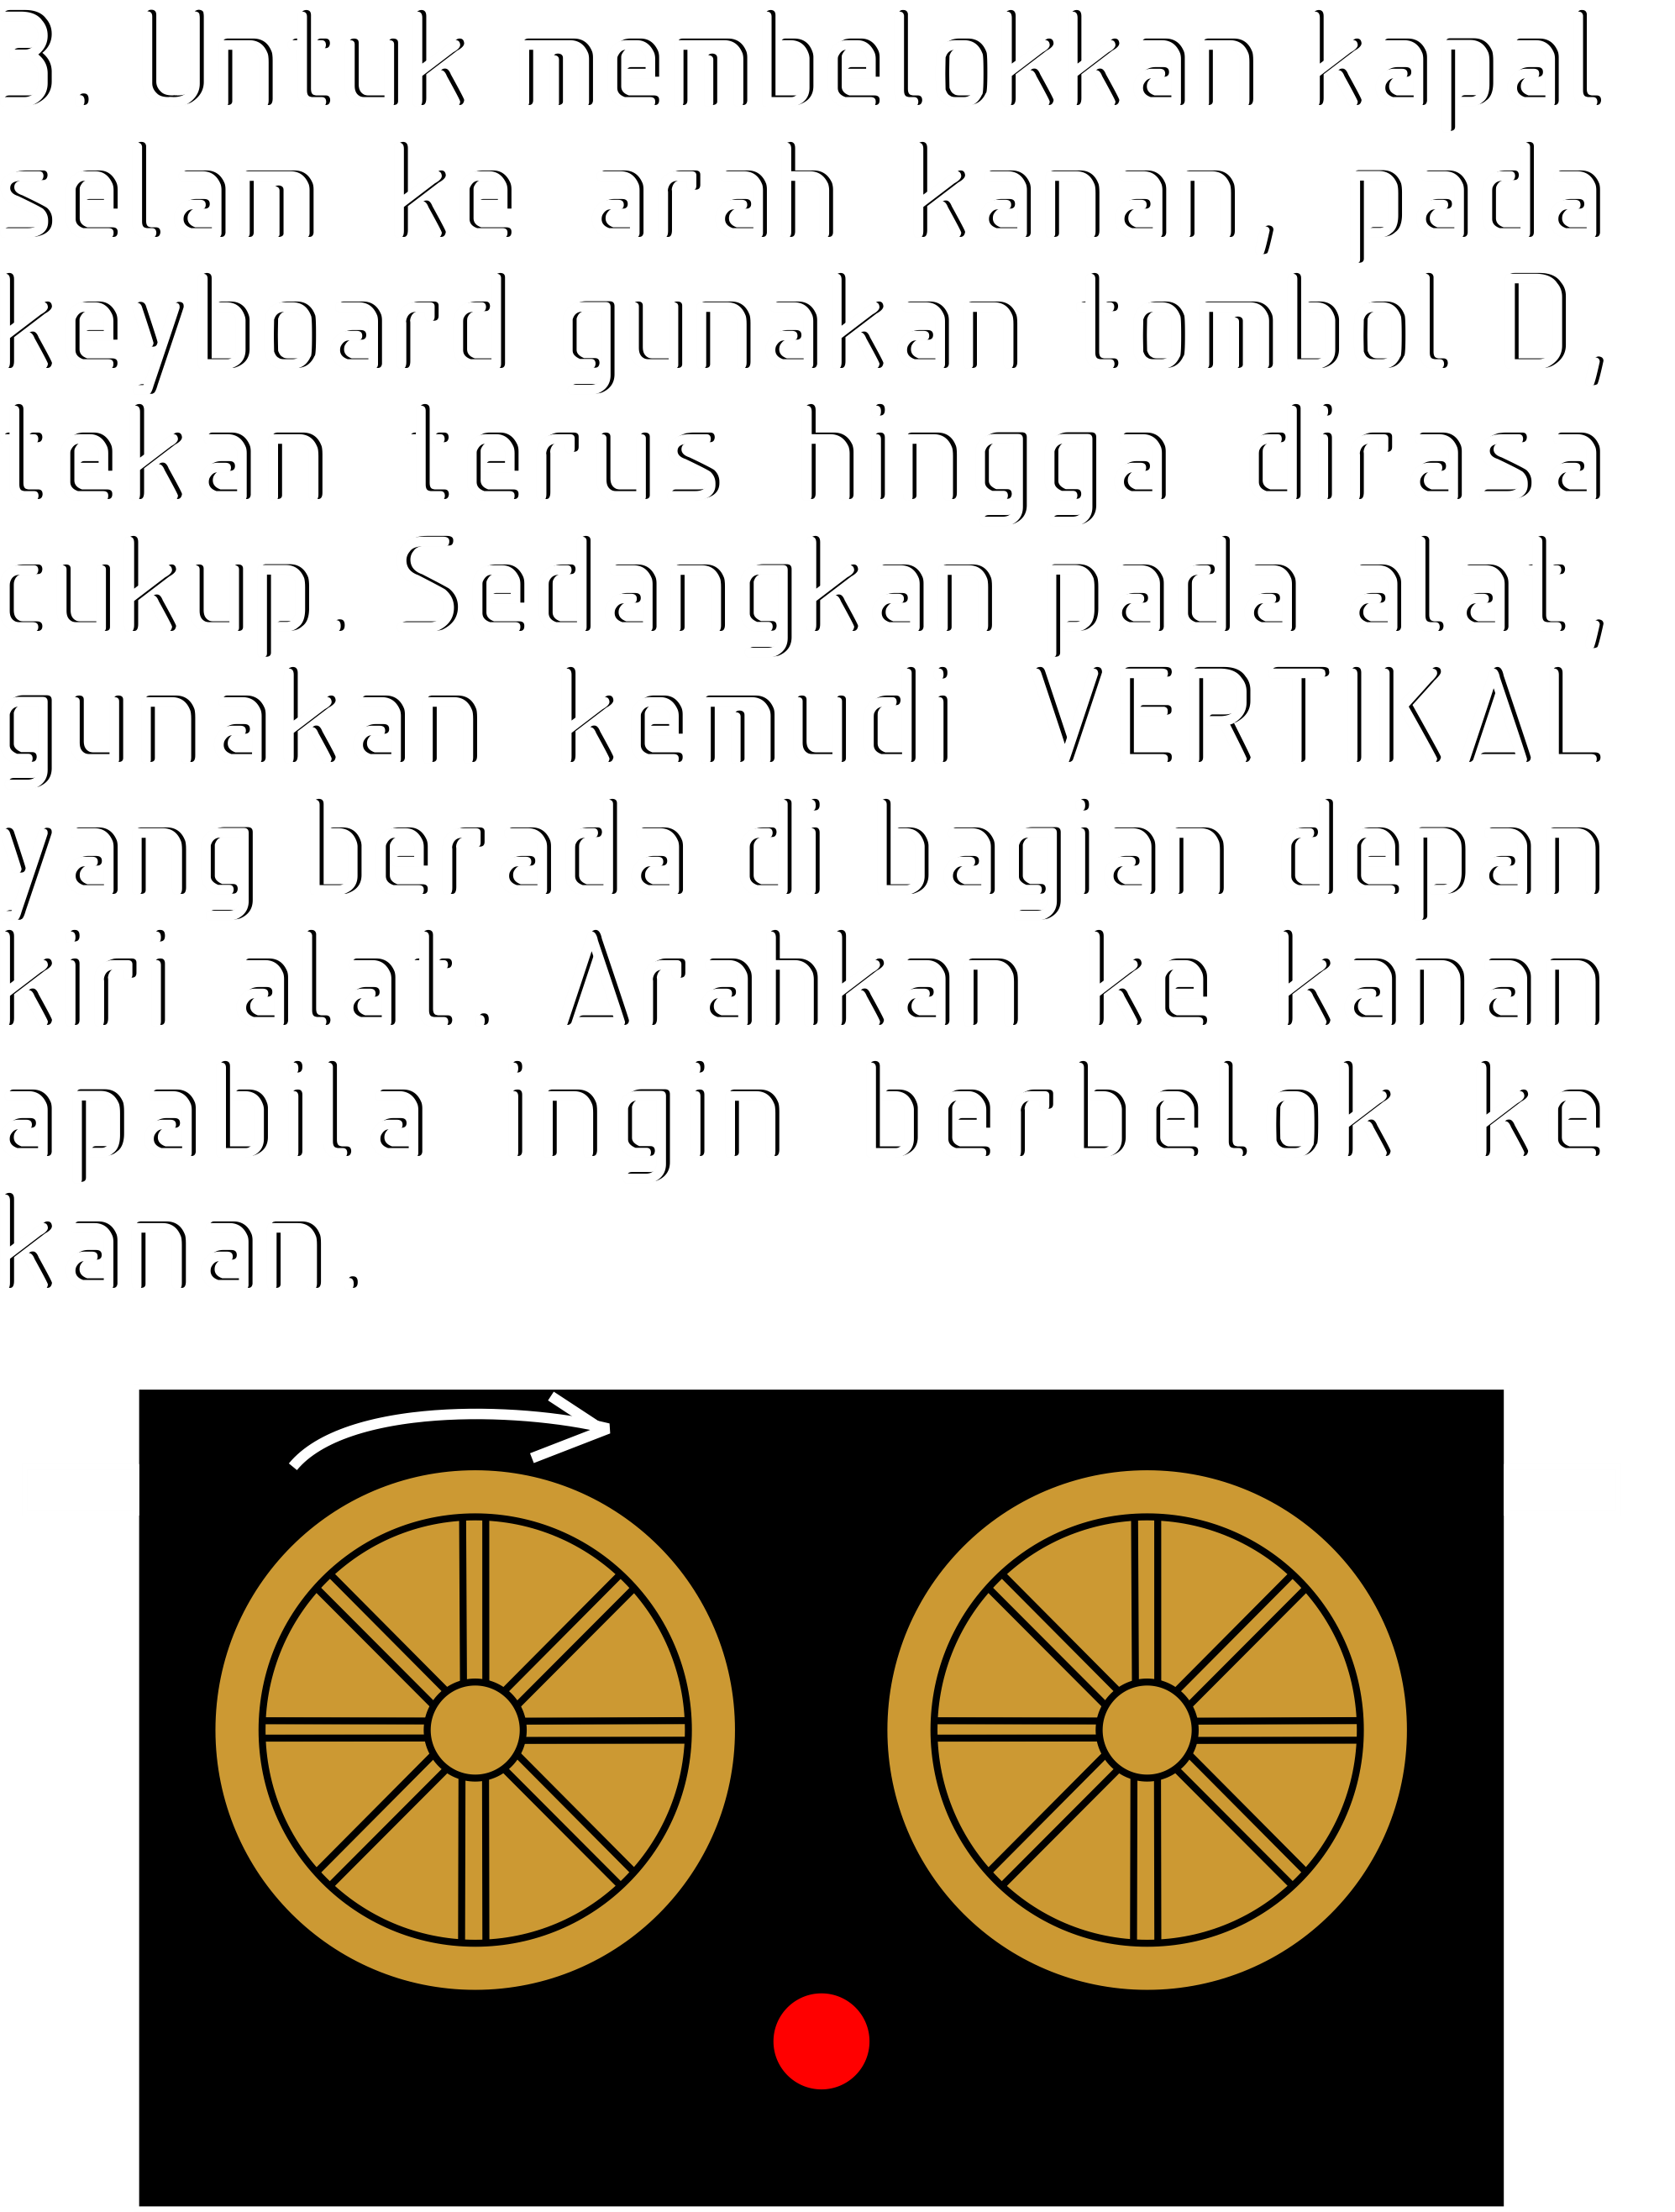 3. Untuk membelokkan kapal
selam ke arah kanan, pada
keyboard gunakan tombol D,
tekan terus hingga dirasa
cukup. Sedangkan pada alat,
gunakan kemudi VERTIKAL
yang berada di bagian depan
kiri alat. Arahkan ke kanan
apabila ingin berbelok ke
kanan.